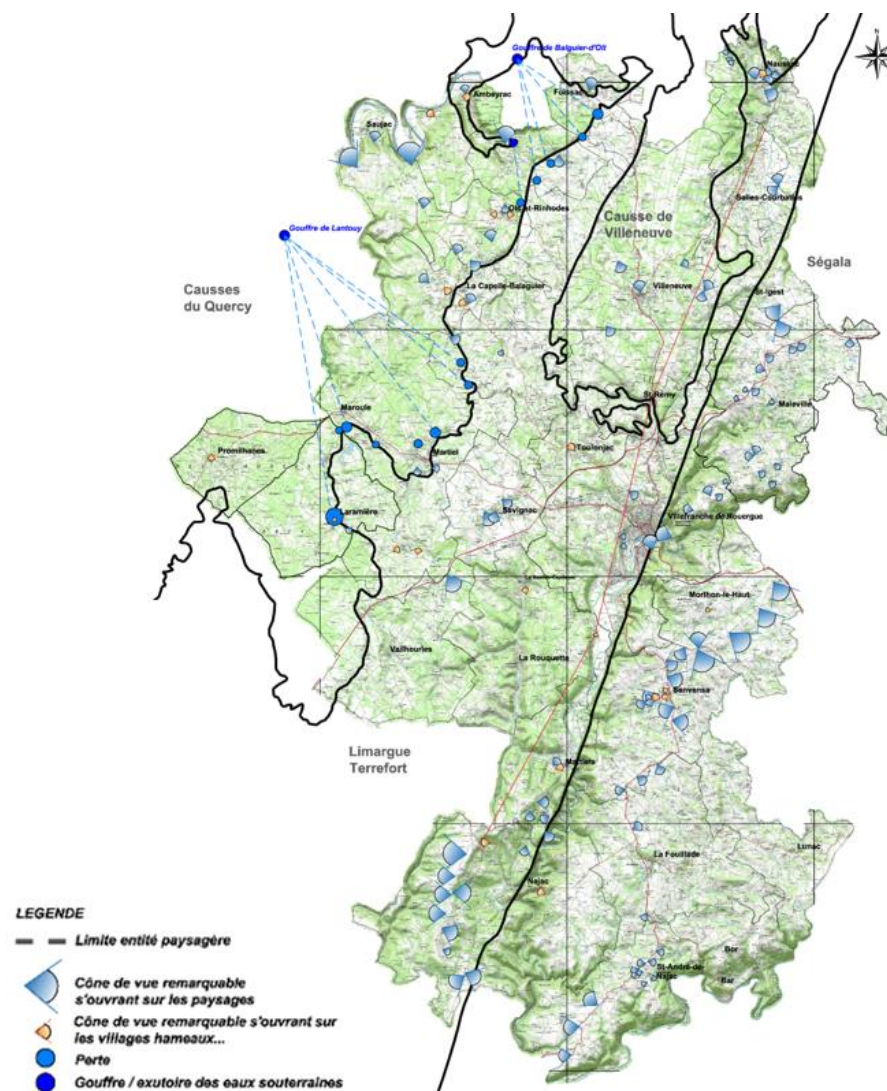 Gouffre de Balguier-d'Olt
Naussac
Foissac
Ambeyrac
Saujac
Salles-Courbatiès
Ols-et-Rinhodes
Causse de
Villeneuve
Gouffre de Lantouy
Ségala
Causses
du Quercy
La Capelle-Balaguier
Villeneuve
St-Igest
St-Rémy
Maleville
Maroule
Toulonjac
Martiel
Promilhanes
Laramière
Savignac
Villefranche de Rouergue
Morlhon-le-Haut
Vailhourles
La Rouquette
Sanvensa
Limargue
Terrefort
Monteils
La Fouillade
Lunac
Najac
Bor
St-André-de-
Najac
Bar
LEGENDE
Limite entité paysagère
Cône de vue remarquable
s'ouvrant sur les paysages
Cône de vue remarquable s'ouvrant sur
les villages hameaux...
Perte
Gouffre / exutoire des eaux souterraines